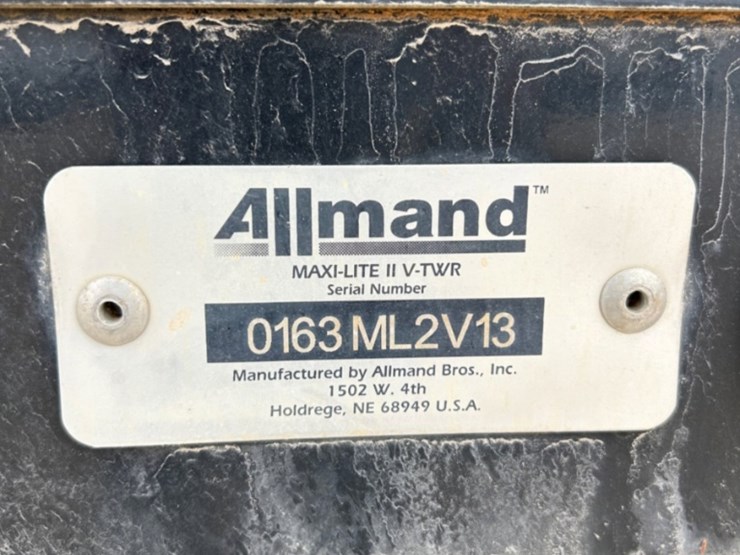 Allmand™
MAXI-LITE II V-TWR
Serial Number
0163 ML2V13
Manufactured by Allmand Bros., Inc.
1502 W. 4th
Holdrege, NE 68949 U.S.A.